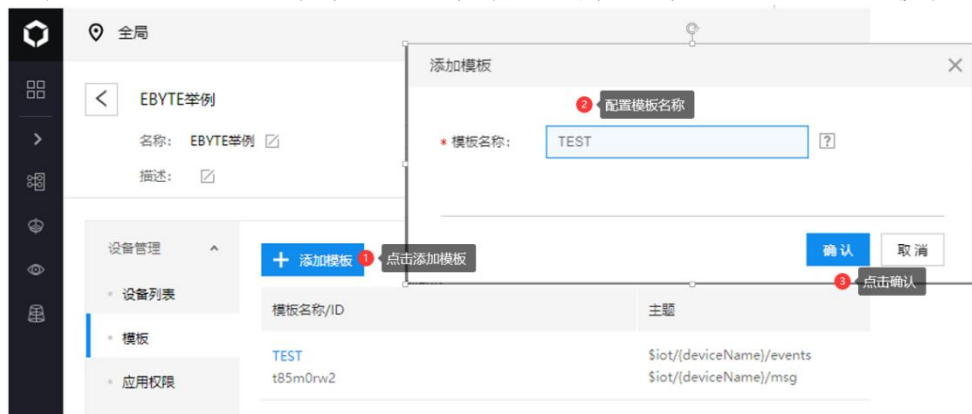 全局
EBYTE举例
名称： EBYTE举例
描述：
设备管理
设备列表
模板
应用权限
+ 添加模板
1 点击添加模板
模板名称/ID
主题
TEST
t85m0rw2
$iot/{deviceName}/events
$iot/{deviceName}/msg
添加模板
2 配置模板名称
* 模板名称： TEST ?
确认 取消
3 点击确认